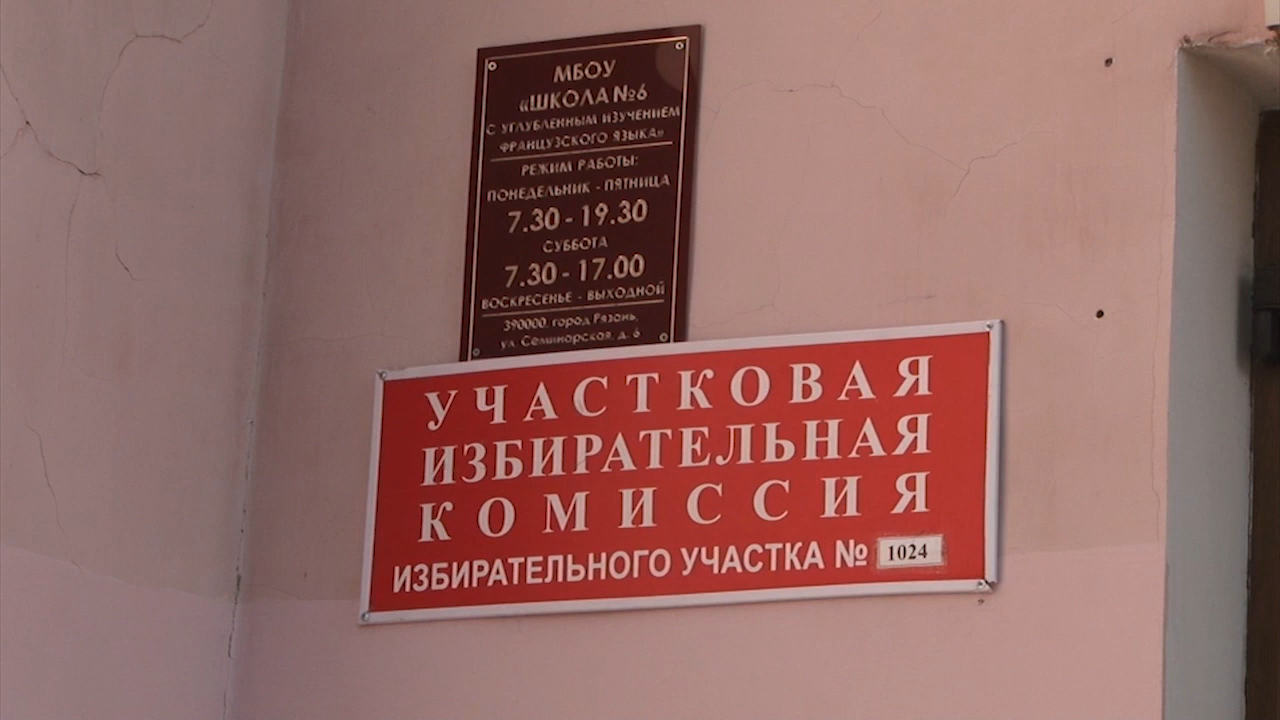 МБОУ
«ШКОЛА №6
С УГЛУБЛЕННЫМ ИЗУЧЕНИЕМ
ФРАНЦУЗСКОГО ЯЗЫКА»
РЕЖИМ РАБОТЫ:
ПОНЕДЕЛЬНИК - ПЯТНИЦА
7.30 - 19.30
СУББОТА
7.30 - 17.00
ВОСКРЕСЕНЬЕ - ВЫХОДНОЙ
390000, город Рязань,
ул. Семинарская, д. 6
УЧАСТКОВАЯ
ИЗБИРАТЕЛЬНАЯ
КОМИССИЯ
ИЗБИРАТЕЛЬНОГО УЧАСТКА № 1024